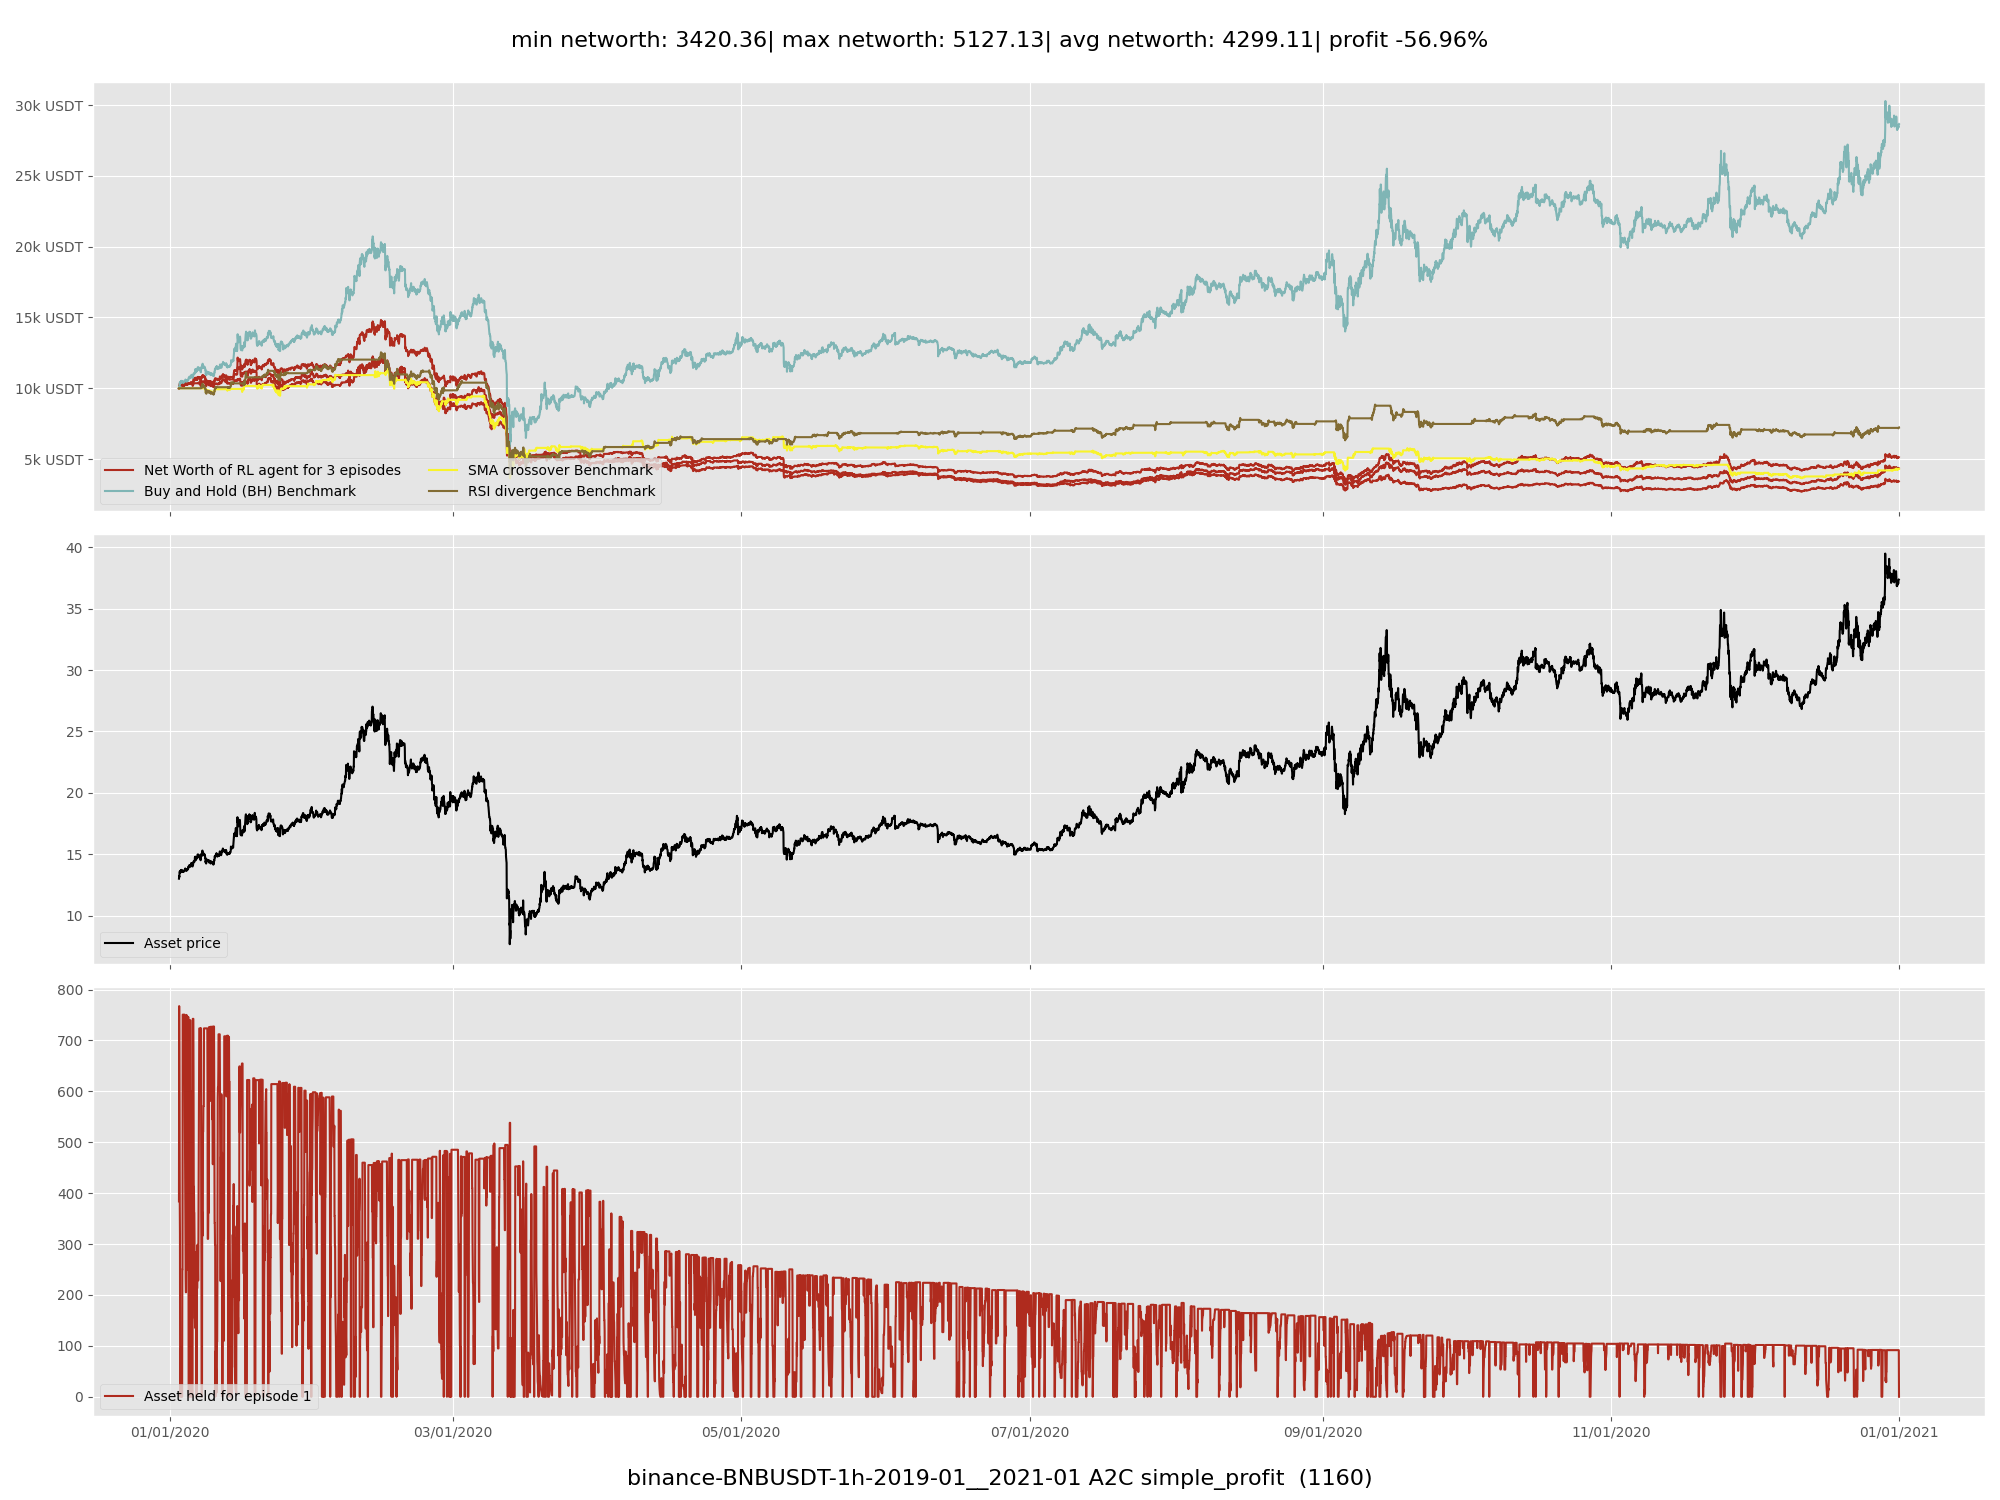 min networth: 3420.36| max networth: 5127.13| avg networth: 4299.11| profit -56.96%
30k USDT
25k USDT
20k USDT
15k USDT
10k USDT
5k USDT
Net Worth of RL agent for 3 episodes
Buy and Hold (BH) Benchmark
SMA crossover Benchmark
RSI divergence Benchmark
40
35
30
25
20
15
10
Asset price
800
700
600
500
400
300
200
100
0
Asset held for episode 1
01/01/2020 03/01/2020 05/01/2020 07/01/2020 09/01/2020 11/01/2020 01/01/2021
binance-BNBUSDT-1h-2019-01__2021-01 A2C simple_profit  (1160)